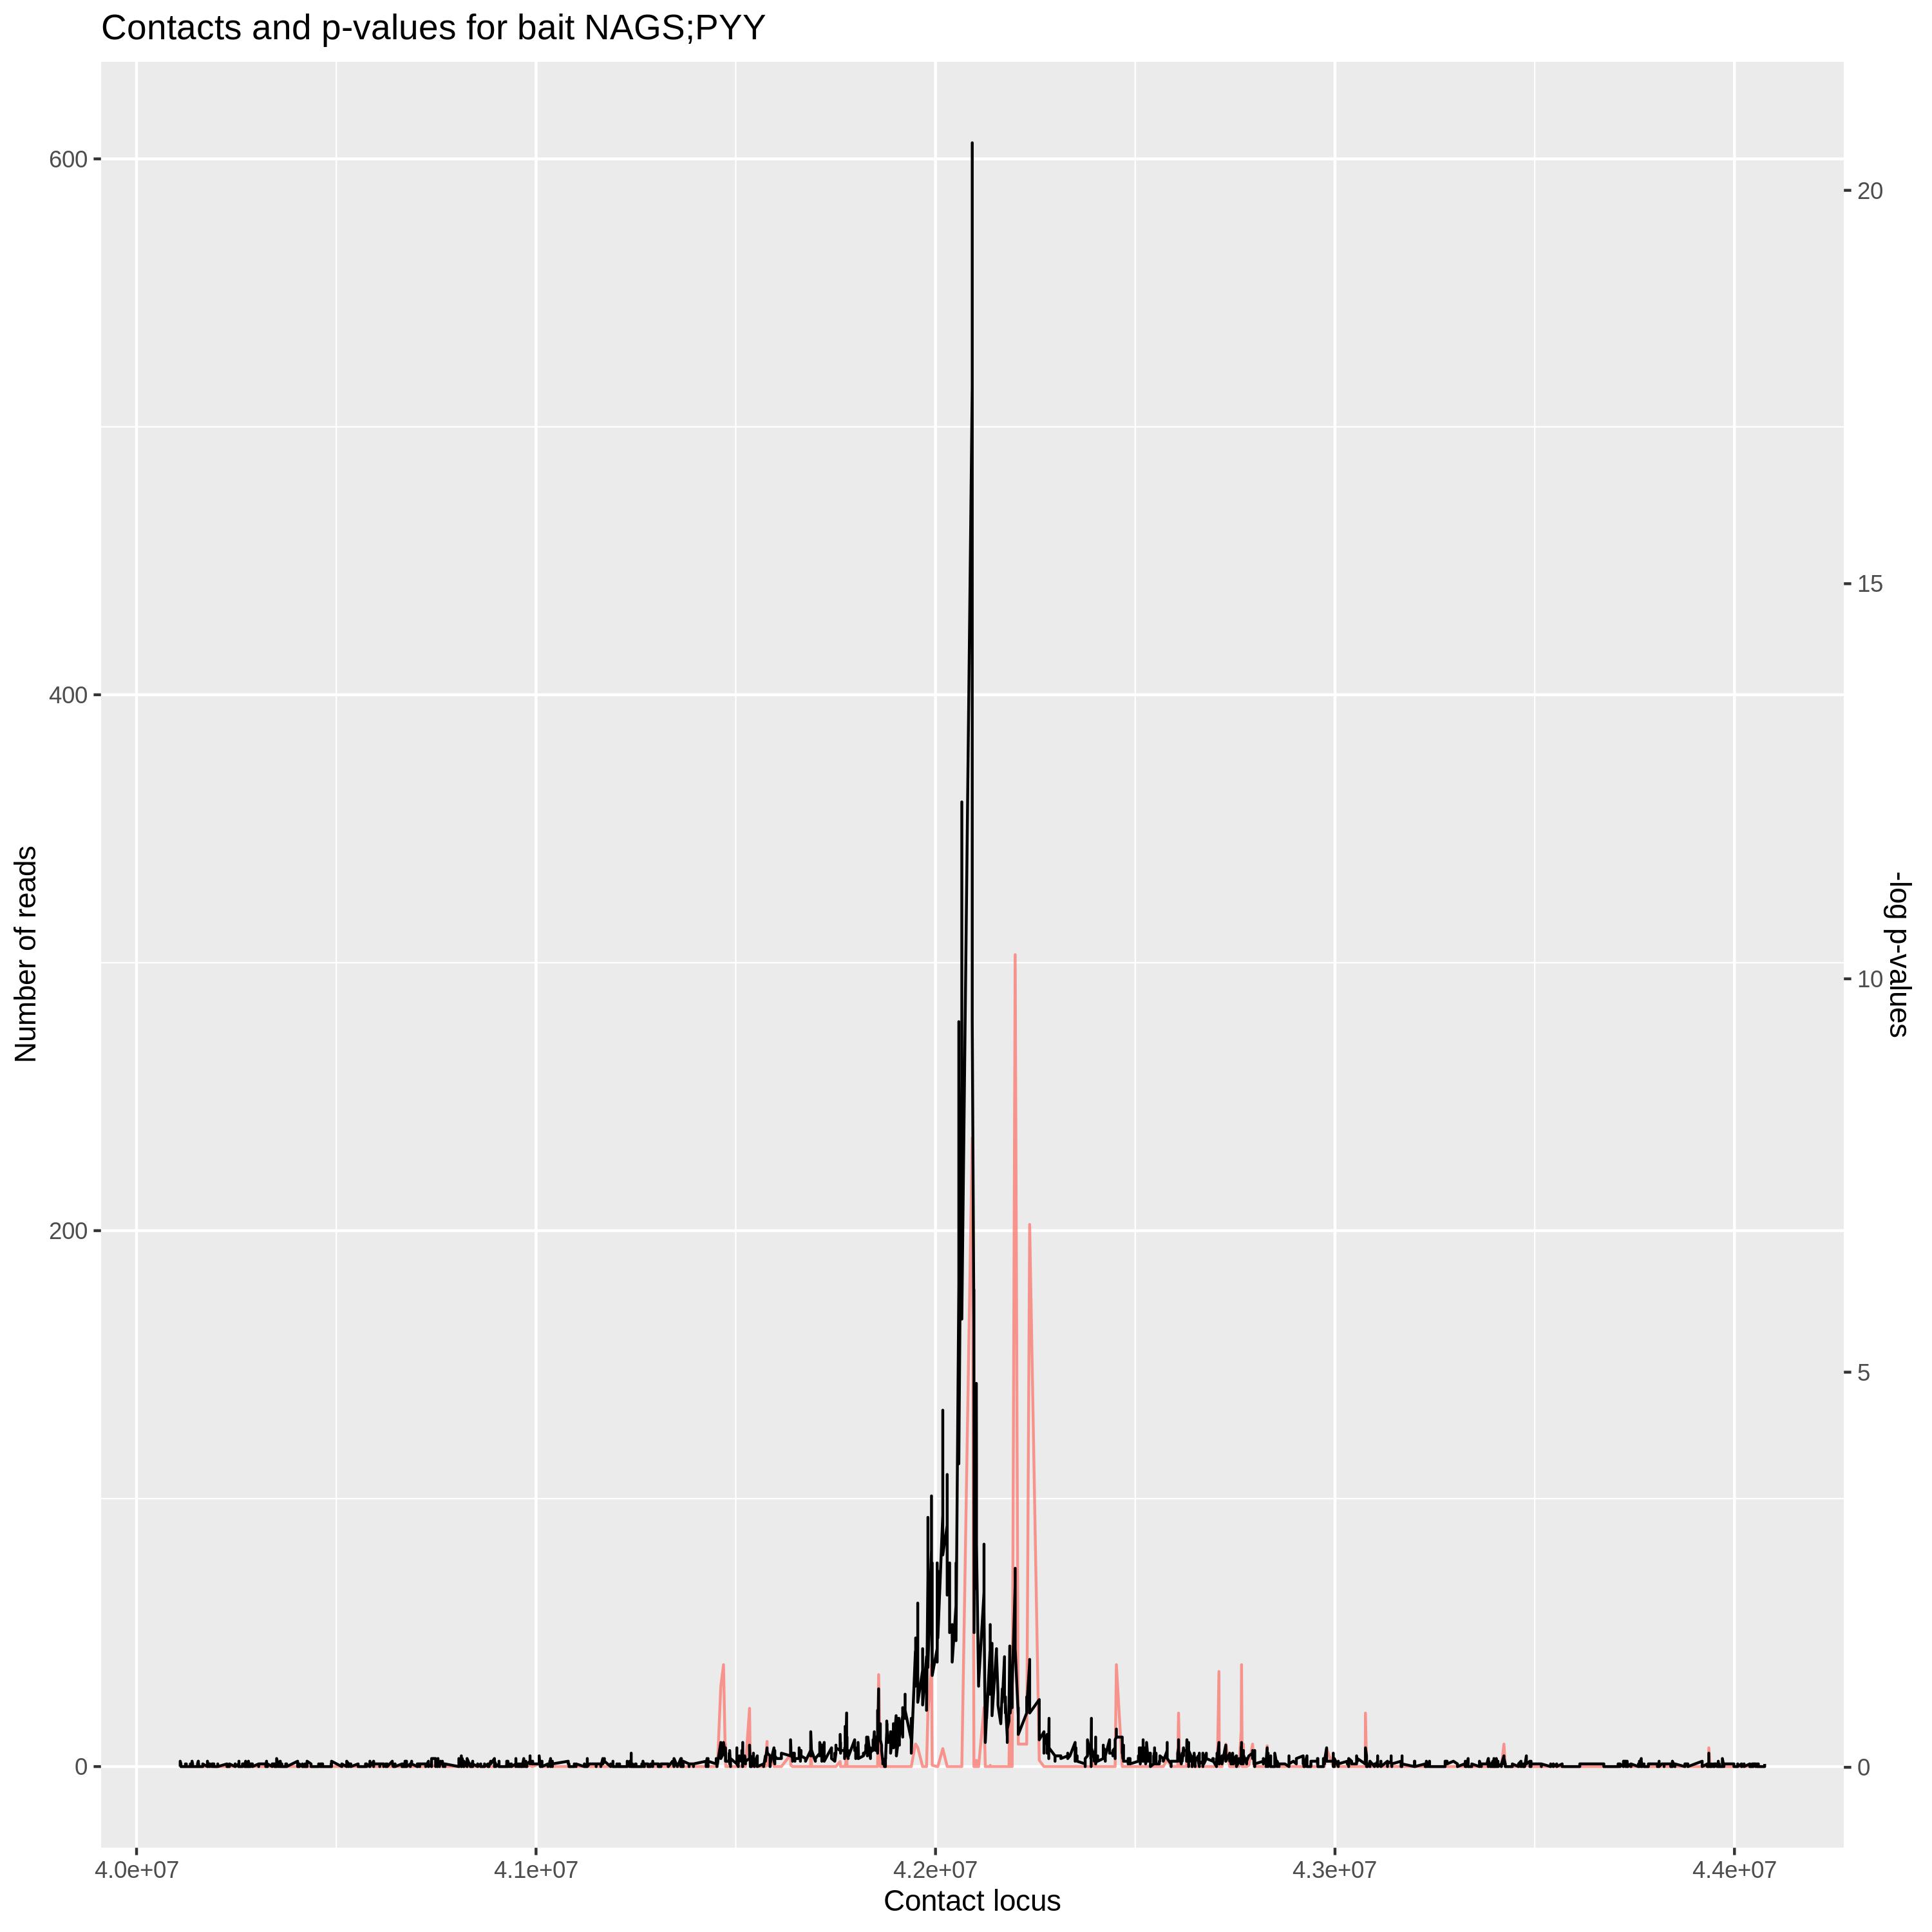 Contacts and p-values for bait NAGS;PYY
600
400
200
0
20
15
10
5
0
Number of reads
-log p-values
4.0e+07
4.1e+07
4.2e+07
4.3e+07
4.4e+07
Contact locus